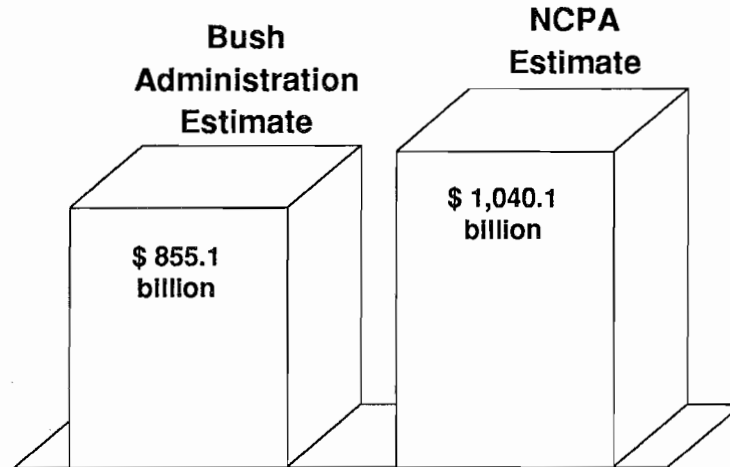 Bush
Administration
Estimate
NCPA
Estimate
$ 855.1
billion
$ 1,040.1
billion